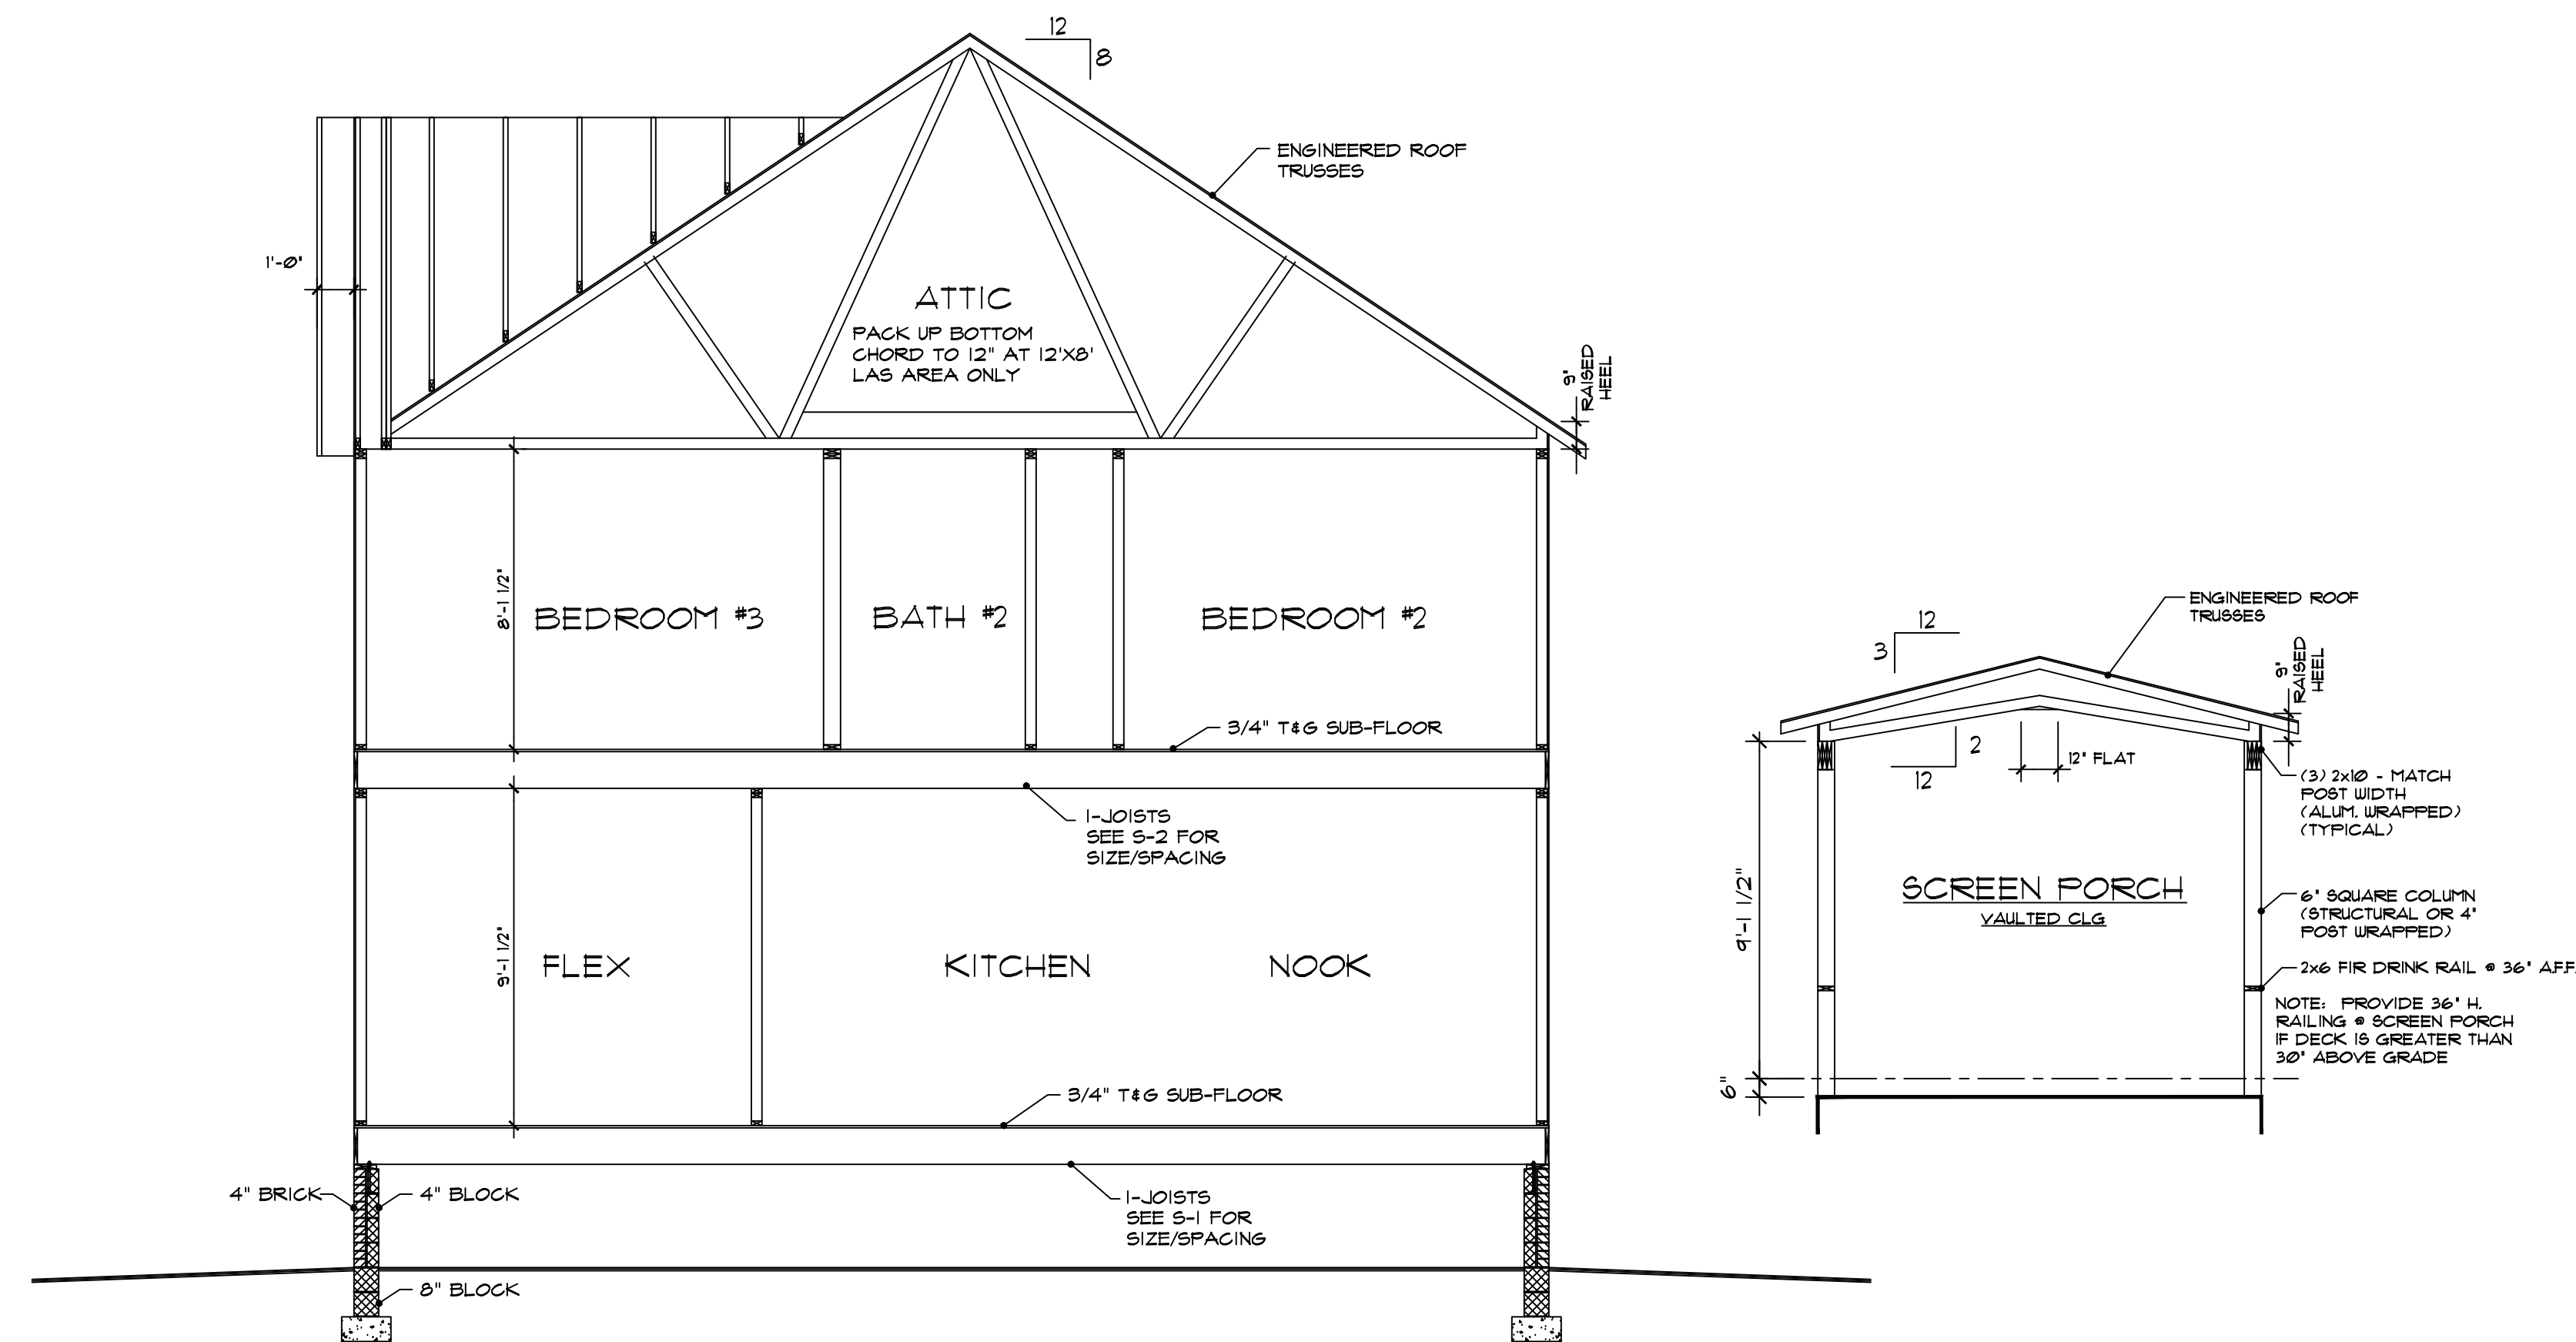 12
8
ENGINEERED ROOF
TRUSSES
1'-0"
ATTIC
PACK UP BOTTOM
CHORD TO 12" AT 12'X8'
LAS AREA ONLY
9"
RAISED
HEEL
8'-1 1/2"
BEDROOM #3
BATH #2
BEDROOM #2
3/4" T&G SUB-FLOOR
I-JOISTS
SEE S-2 FOR
SIZE/SPACING
9'-1 1/2"
FLEX
KITCHEN
NOOK
3/4" T&G SUB-FLOOR
4" BRICK
4" BLOCK
I-JOISTS
SEE S-1 FOR
SIZE/SPACING
8" BLOCK
ENGINEERED ROOF
TRUSSES
12
3
9"
RAISED
HEEL
2
12
12" FLAT
(3) 2x10 - MATCH
POST WIDTH
(ALUM. WRAPPED)
(TYPICAL)
9'-1 1/2"
SCREEN PORCH
VAULTED CLG
6" SQUARE COLUMN
(STRUCTURAL OR 4"
POST WRAPPED)
2x6 FIR DRINK RAIL @ 36" A.F.F.
NOTE: PROVIDE 36" H.
RAILING @ SCREEN PORCH
IF DECK IS GREATER THAN
30" ABOVE GRADE
6"